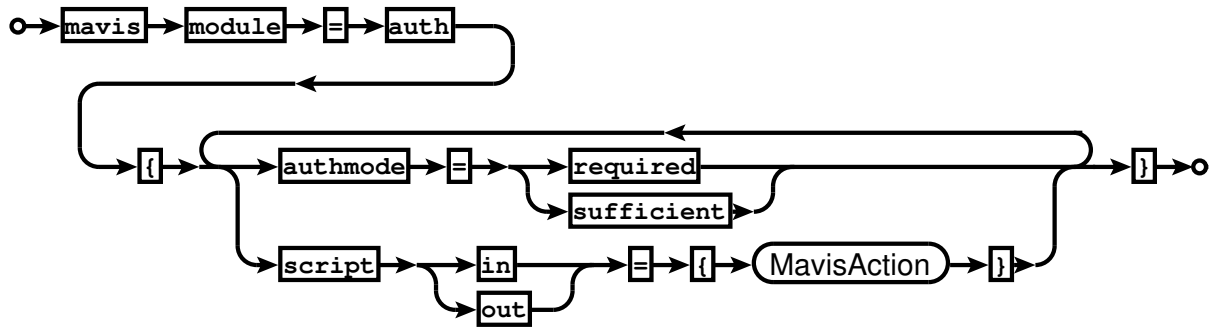 mavis module = auth
{ authmode = required }
sufficient
script in = { MavisAction }
out